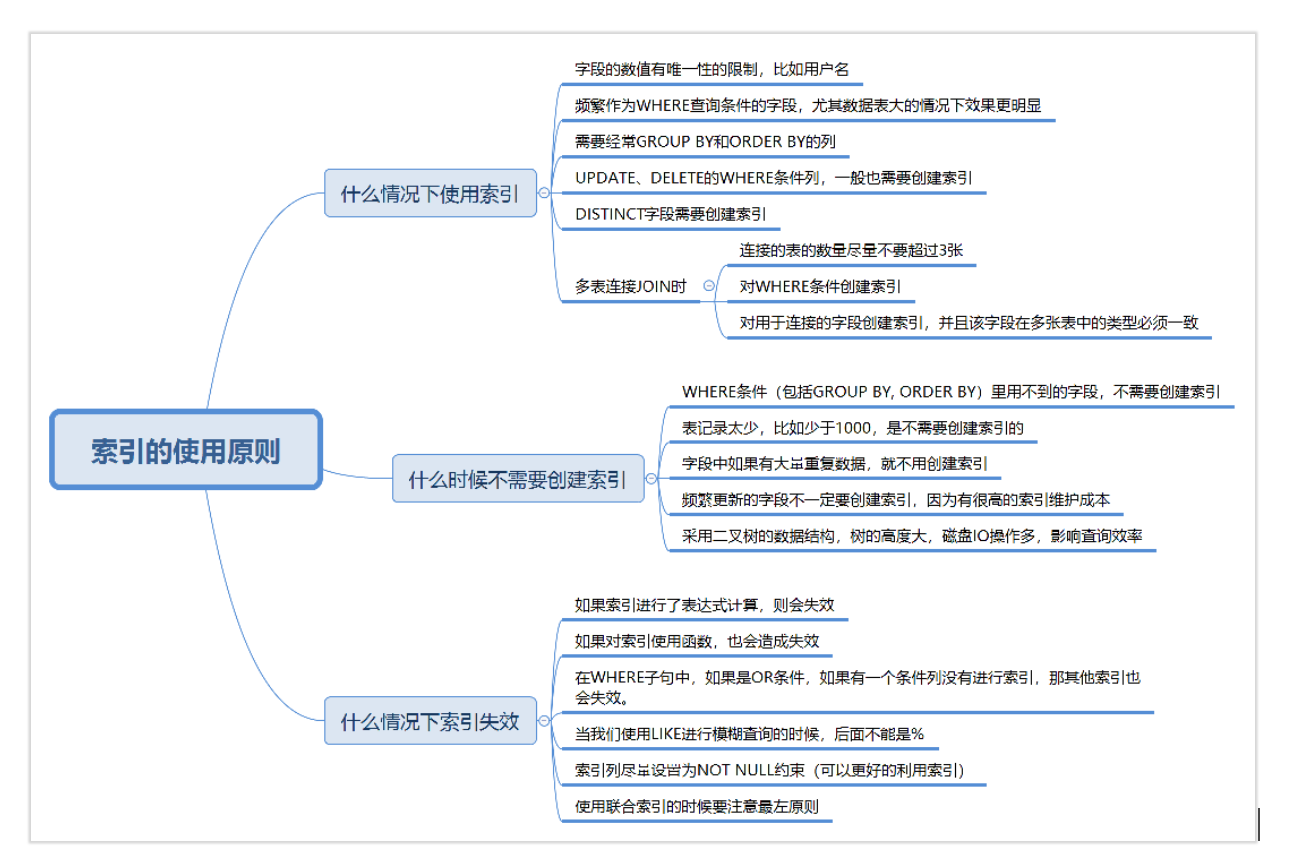 字段的数值有唯一性的限制，比如用户名
频繁作为WHERE查询条件的字段，尤其数据表大的情况下效果更明显
需要经常GROUP BY和ORDER BY的列
UPDATE、DELETE的WHERE条件列，一般也需要创建索引
DISTINCT字段需要创建索引
什么情况下使用索引
多表连接JOIN时
连接的表的数量尽量不要超过3张
对WHERE条件创建索引
对用于连接的字段创建索引，并且该字段在多张表中的类型必须一致
索引的使用原则
什么时候不需要创建索引
WHERE条件（包括GROUP BY, ORDER BY）里用不到的字段，不需要创建索引
表记录太少，比如少于1000，是不需要创建索引的
字段中如果有大量重复数据，就不用创建索引
频繁更新的字段不一定要创建索引，因为有很高的索引维护成本
采用二叉树的数据结构，树的高度大，磁盘IO操作多，影响查询效率
什么情况下索引失效
如果索引进行了表达式计算，则会失效
如果对索引使用函数，也会造成失效
在WHERE子句中，如果是OR条件，如果有一个条件列没有进行索引，那其他索引也
会失效。
当我们使用LIKE进行模糊查询的时候，后面不能是%
索引列尽量设置为NOT NULL约束（可以更好的利用索引）
使用联合索引的时候要注意最左原则